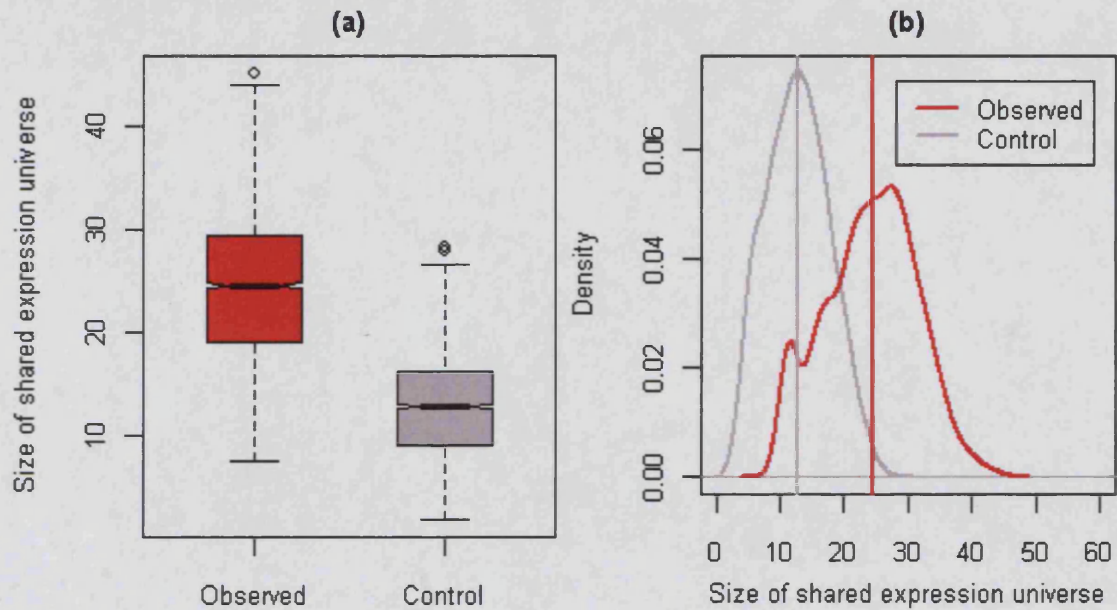 (a)
Size of shared expression universe
40
30
20
10
Observed
Control
(b)
Density
0.06
0.04
0.02
0.00
Observed
Control
0 10 20 30 40 50 60
Size of shared expression universe